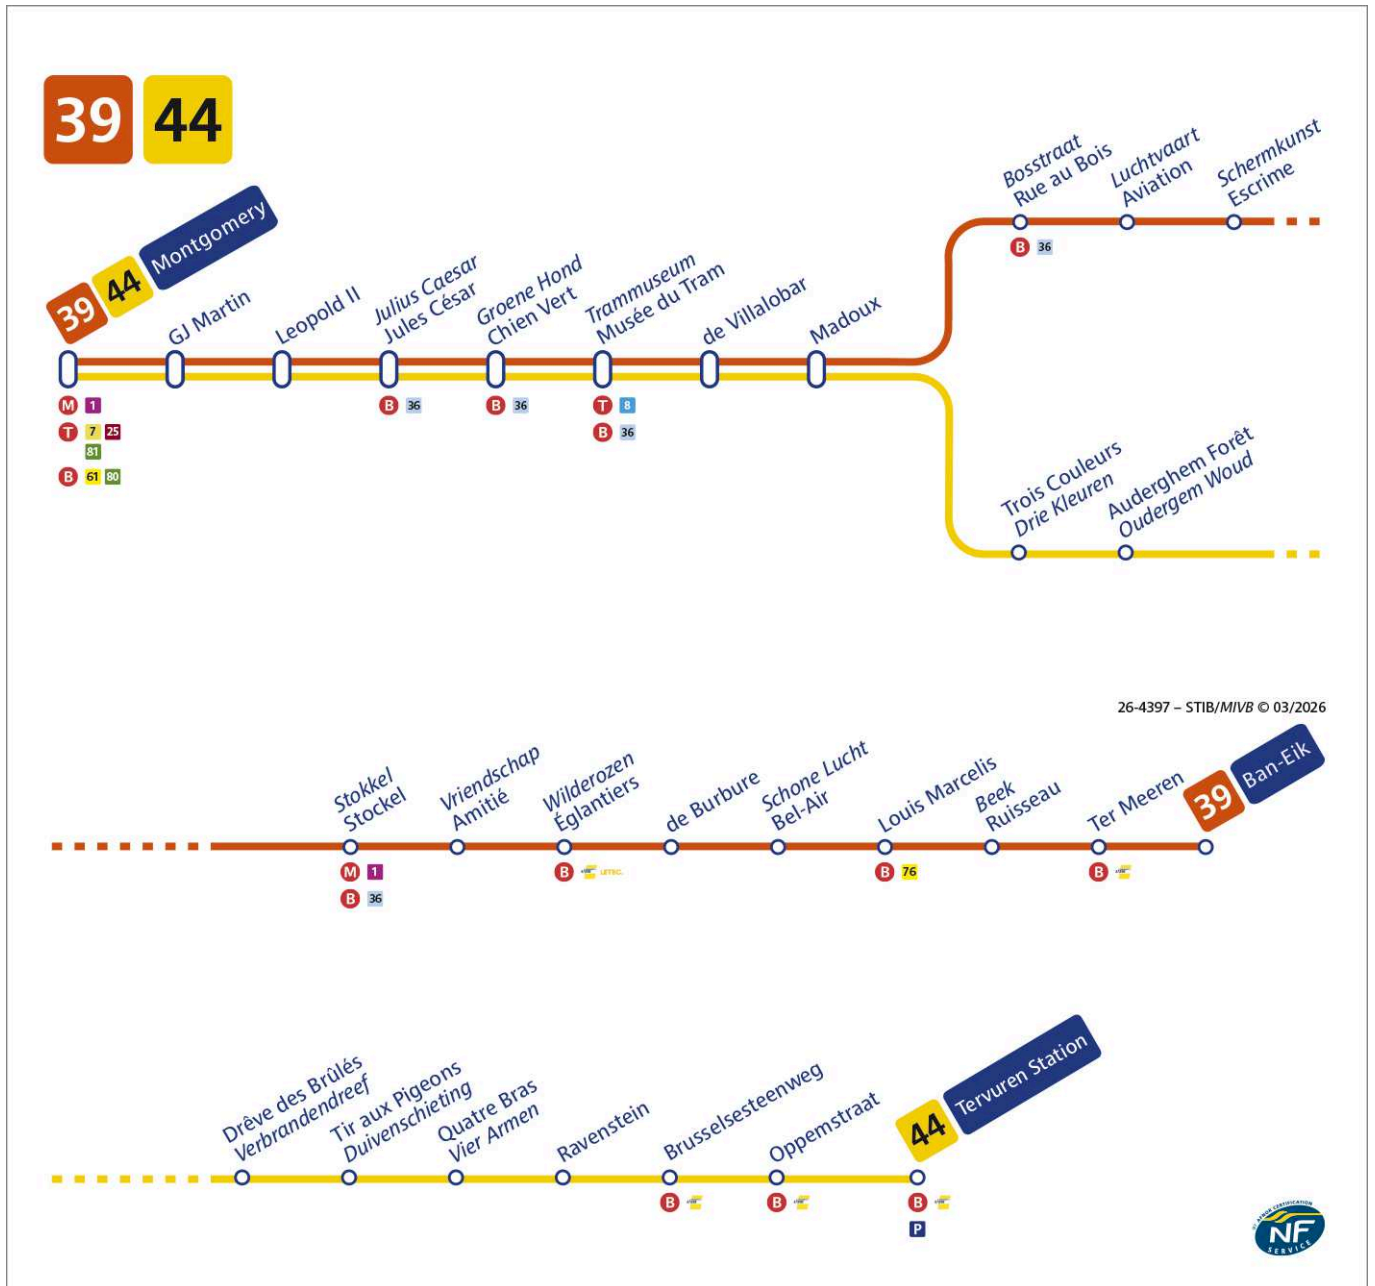 39 44
39 44 Montgomery
GJ Martin
Leopold II
Julius Caesar
Jules César
Groene Hond
Chien Vert
Trammuseum
Musée du Tram
de Villalobar
Madoux
Bosstraat
Rue au Bois
Luchtvaart
Aviation
Schermkunst
Escrime
B 36
M 1
T 7 25
81
B 61 80
B 36
B 36
T 8
B 36
Trois Couleurs
Drie Kleuren
Auderghem Forêt
Oudergem Woud
26-4397 – STIB/MIVB © 03/2026
Stokkel
Stockel
Vriendschap
Amitié
Wilderozen
Églantiers
de Burbure
Schone Lucht
Bel-Air
Louis Marcelis
Beek
Ruisseau
Ter Meeren
39 Ban-Eik
M 1
B 36
B
B 76
B
Drêve des Brûlés
Verbrandendreef
Tir aux Pigeons
Duivenschieting
Quatre Bras
Vier Armen
Ravenstein
Brusselsesteenweg
Oppemstraat
44 Tervuren Station
B
B
B
P
NF
SERVICE